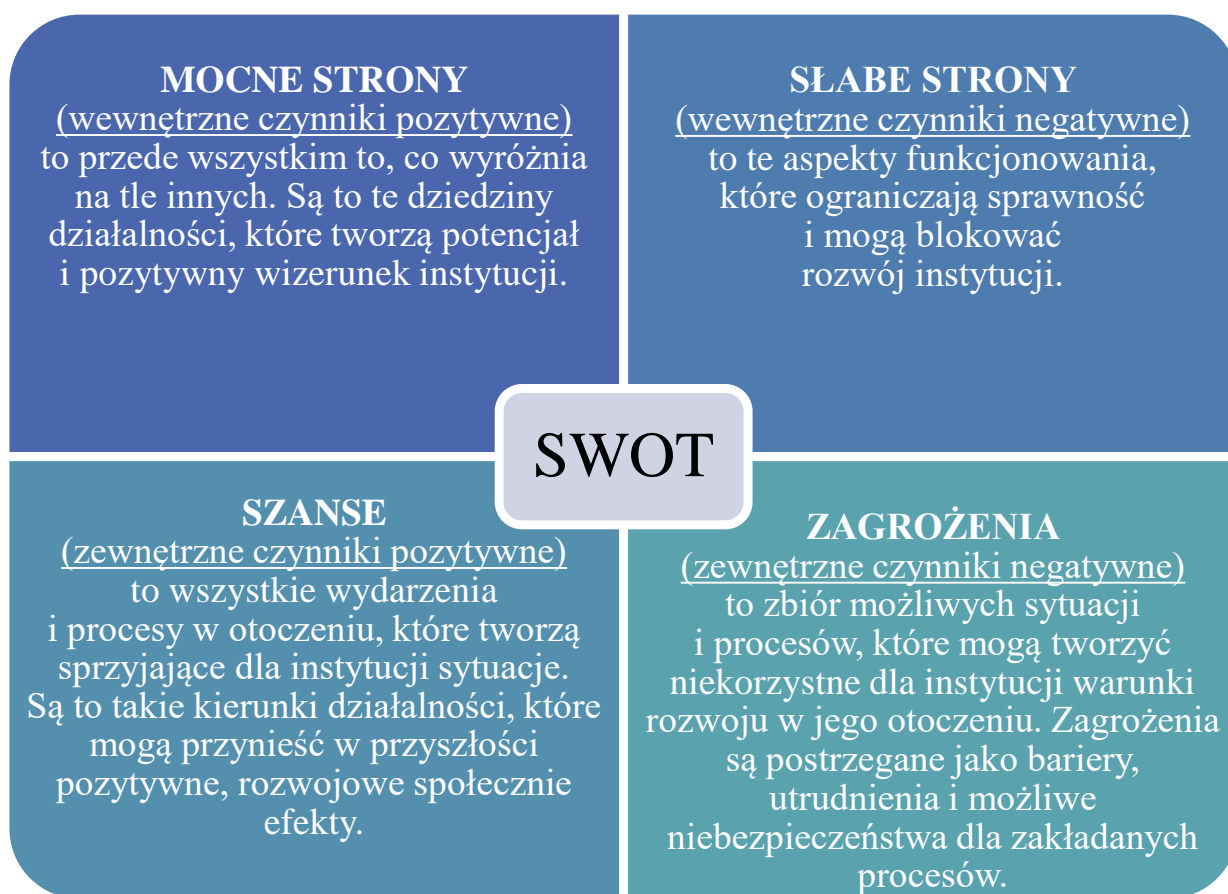 MOCNE STRONY
(wewnętrzne czynniki pozytywne)
to przede wszystkim to, co wyróżnia
na tle innych. Są to te dziedziny
działalności, które tworzą potencjał
i pozytywny wizerunek instytucji.
SŁABE STRONY
(wewnętrzne czynniki negatywne)
to te aspekty funkcjonowania,
które ograniczają sprawność
i mogą blokować
rozwój instytucji.
SWOT
SZANSE
(zewnętrzne czynniki pozytywne)
to wszystkie wydarzenia
i procesy w otoczeniu, które tworzą
sprzyjające dla instytucji sytuacje.
Są to takie kierunki działalności, które
mogą przynieść w przyszłości
pozytywne, rozwojowe społecznie
efekty.
ZAGROŻENIA
(zewnętrzne czynniki negatywne)
to zbiór możliwych sytuacji
i procesów, które mogą tworzyć
niekorzystne dla instytucji warunki
rozwoju w jego otoczeniu. Zagrożenia
są postrzegane jako bariery,
utrudnienia i możliwe
niebezpieczeństwa dla zakładanych
procesów.